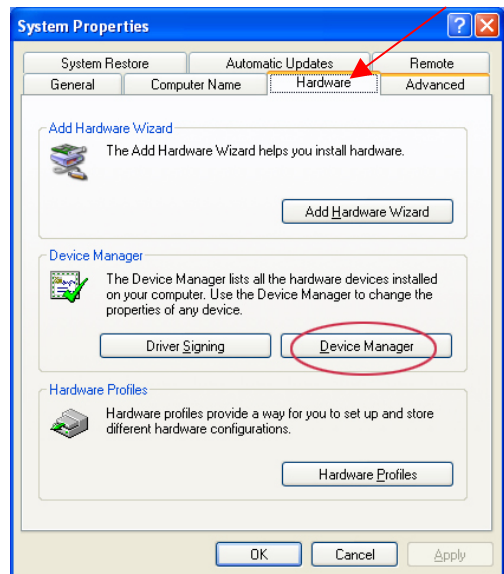 System Properties
System Restore Automatic Updates Remote
General Computer Name Hardware Advanced
Add Hardware Wizard
The Add Hardware Wizard helps you install hardware.
Add Hardware Wizard
Device Manager
The Device Manager lists all the hardware devices installed
on your computer. Use the Device Manager to change the
properties of any device.
Driver Signing Device Manager
Hardware Profiles
Hardware profiles provide a way for you to set up and store
different hardware configurations.
Hardware Profiles
OK Cancel Apply